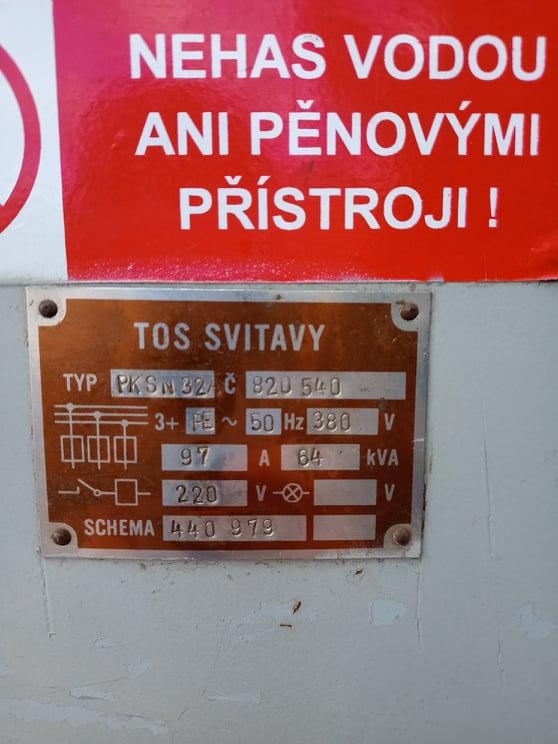 NEHAS VODOU
ANI PĚNOVÝMI
PŘÍSTROJI !
TOS SVITAVY
TYP PKSN 32A Č 820 540
3+ PE ~ 50 Hz 380 V
97 A 64 kVA
220 V V
SCHEMA 440 979